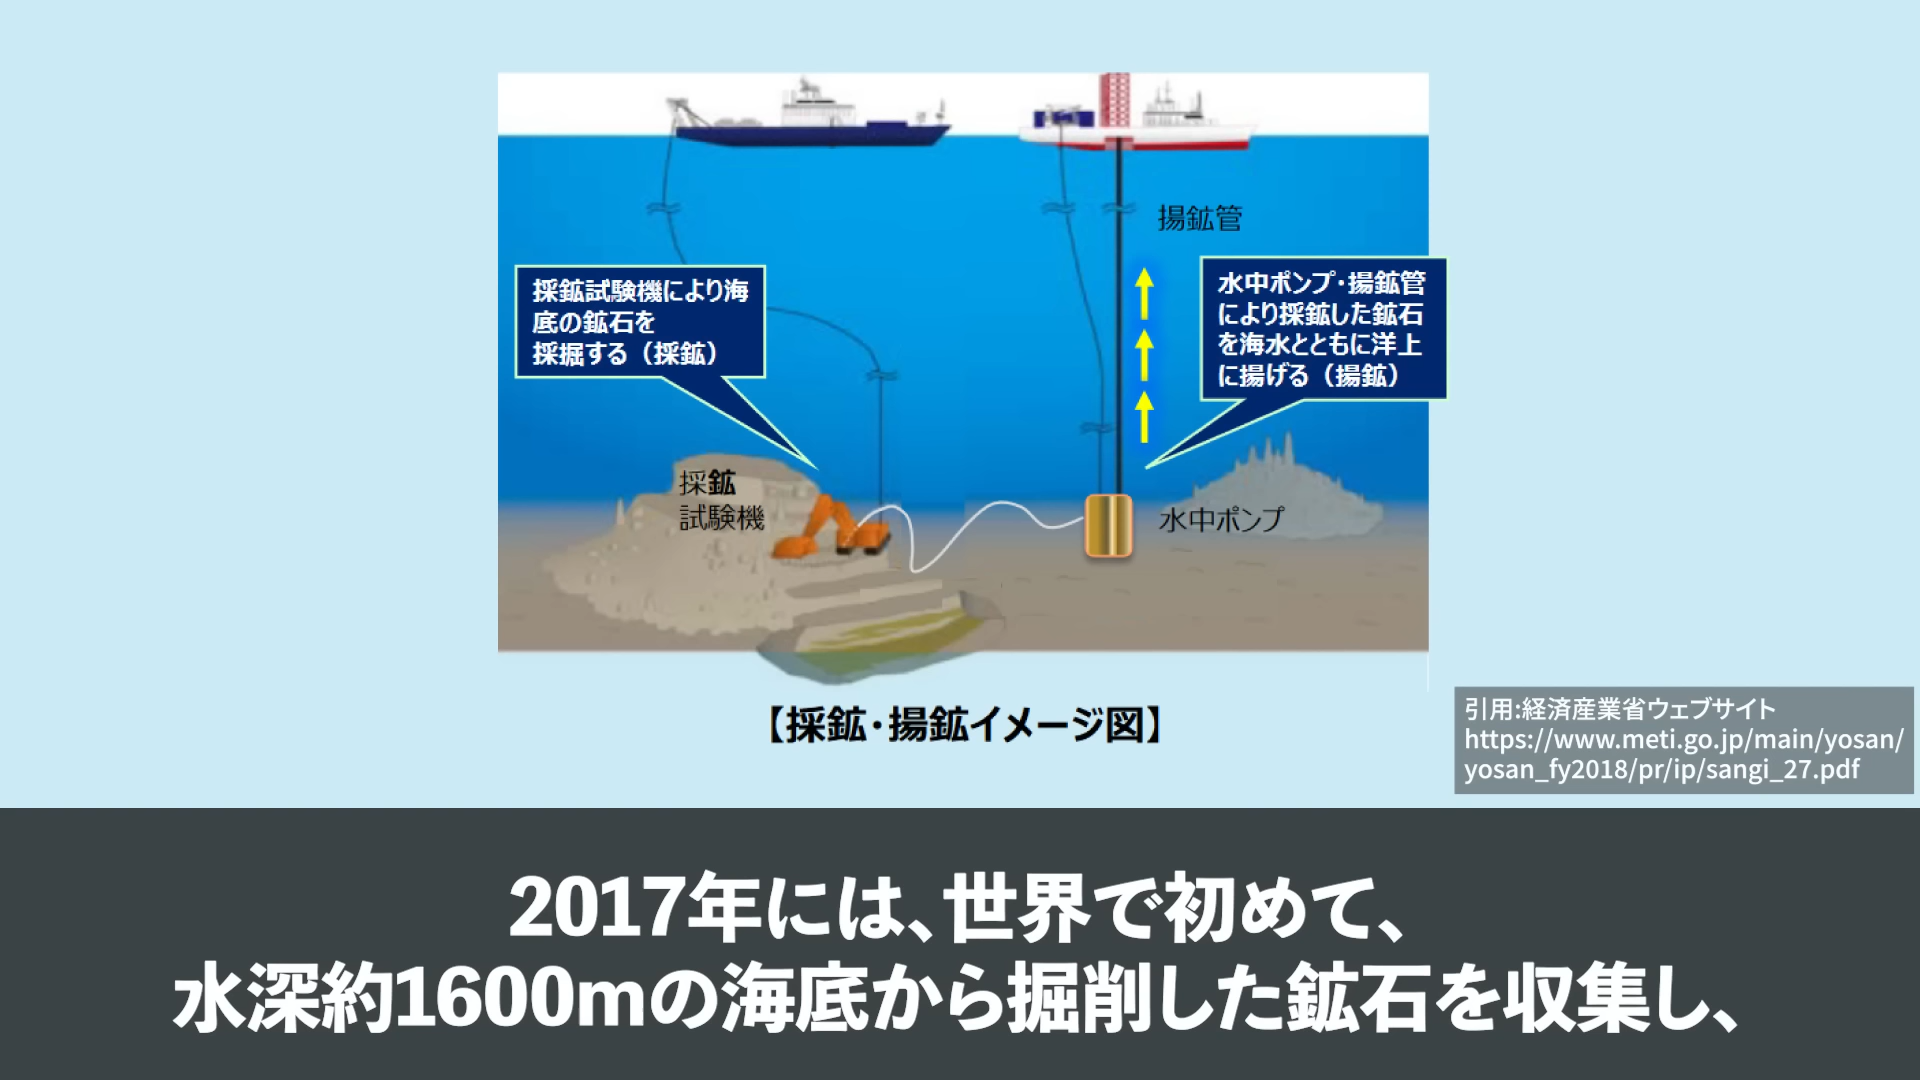 揚鉱管
採鉱試験機により海
底の鉱石を
採掘する（採鉱）
水中ポンプ・揚鉱管
により採鉱した鉱石
を海水とともに洋上
に揚げる（揚鉱）
採鉱
試験機
水中ポンプ
【採鉱・揚鉱イメージ図】
引用:経済産業省ウェブサイト
https://www.meti.go.jp/main/yosan/
yosan_fy2018/pr/ip/sangi_27.pdf
2017年には、世界で初めて、
水深約1600mの海底から掘削した鉱石を収集し、